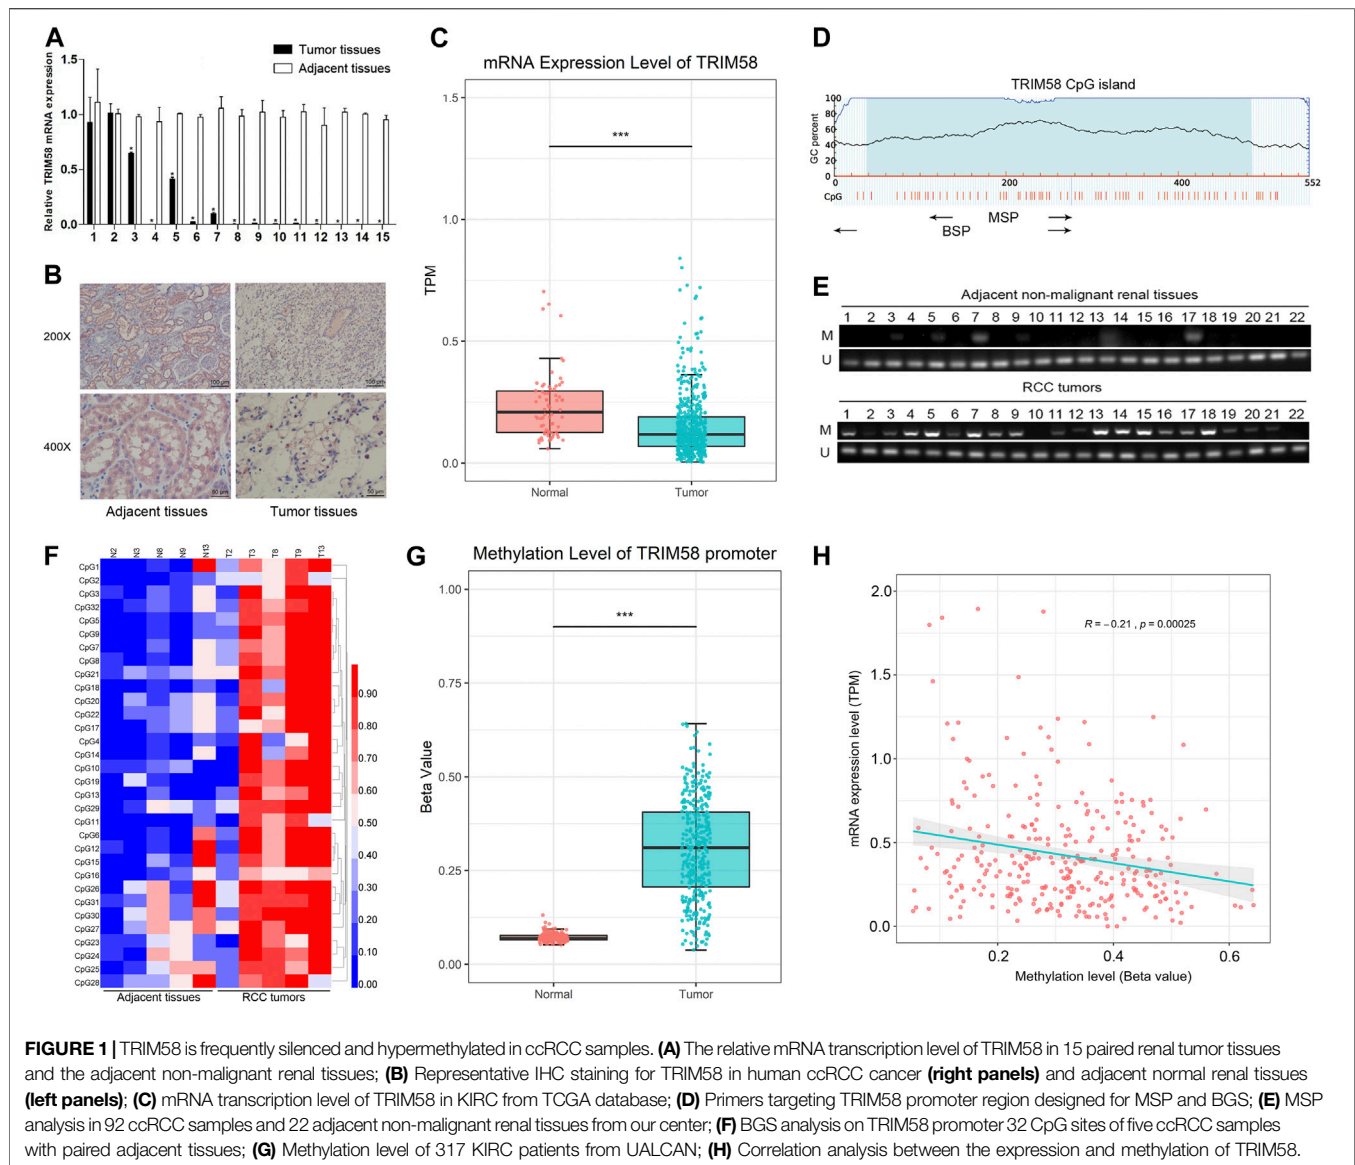 A
Tumor tissues
Adjacent tissues
Relative TRIM58 mRNA expression
1.5
1.0
0.5
0.0
* * * * * * * * * * * * *
1 2 3 4 5 6 7 8 9 10 11 12 13 14 15
B
200X
400X
100 μm
100 μm
50 μm
50 μm
Adjacent tissues
Tumor tissues
C
mRNA Expression Level of TRIM58
TPM
1.5
1.0
0.5
0.0
***
Normal
Tumor
D
TRIM58 CpG island
GC percent
100
80
60
40
20
0
0 200 400 552
CpG
MSP
BSP
E
Adjacent non-malignant renal tissues
1 2 3 4 5 6 7 8 9 10 11 12 13 14 15 16 17 18 19 20 21 22
M
U
RCC tumors
1 2 3 4 5 6 7 8 9 10 11 12 13 14 15 16 17 18 19 20 21 22
M
U
F
N2 N3 N8 N9 N13 T2 T3 T8 T9 T13
CpG1
CpG2
CpG3
CpG32
CpG5
CpG9
CpG7
CpG8
CpG21
CpG18
CpG20
CpG22
CpG17
CpG4
CpG14
CpG10
CpG19
CpG13
CpG29
CpG11
CpG6
CpG12
CpG15
CpG16
CpG26
CpG31
CpG30
CpG27
CpG23
CpG24
CpG25
CpG28
0.90
0.80
0.70
0.60
0.50
0.40
0.30
0.20
0.10
0.00
Adjacent tissues
RCC tumors
G
Methylation Level of TRIM58 promoter
Beta Value
1.00
0.75
0.50
0.25
0.00
***
Normal
Tumor
H
mRNA expression level (TPM)
2.0
1.5
1.0
0.5
0.0
R = −0.21 , p = 0.00025
0.2 0.4 0.6
Methylation level (Beta value)
FIGURE 1 | TRIM58 is frequently silenced and hypermethylated in ccRCC samples. (A) The relative mRNA transcription level of TRIM58 in 15 paired renal tumor tissues
and the adjacent non-malignant renal tissues; (B) Representative IHC staining for TRIM58 in human ccRCC cancer (right panels) and adjacent normal renal tissues
(left panels); (C) mRNA transcription level of TRIM58 in KIRC from TCGA database; (D) Primers targeting TRIM58 promoter region designed for MSP and BGS; (E) MSP
analysis in 92 ccRCC samples and 22 adjacent non-malignant renal tissues from our center; (F) BGS analysis on TRIM58 promoter 32 CpG sites of five ccRCC samples
with paired adjacent tissues; (G) Methylation level of 317 KIRC patients from UALCAN; (H) Correlation analysis between the expression and methylation of TRIM58.